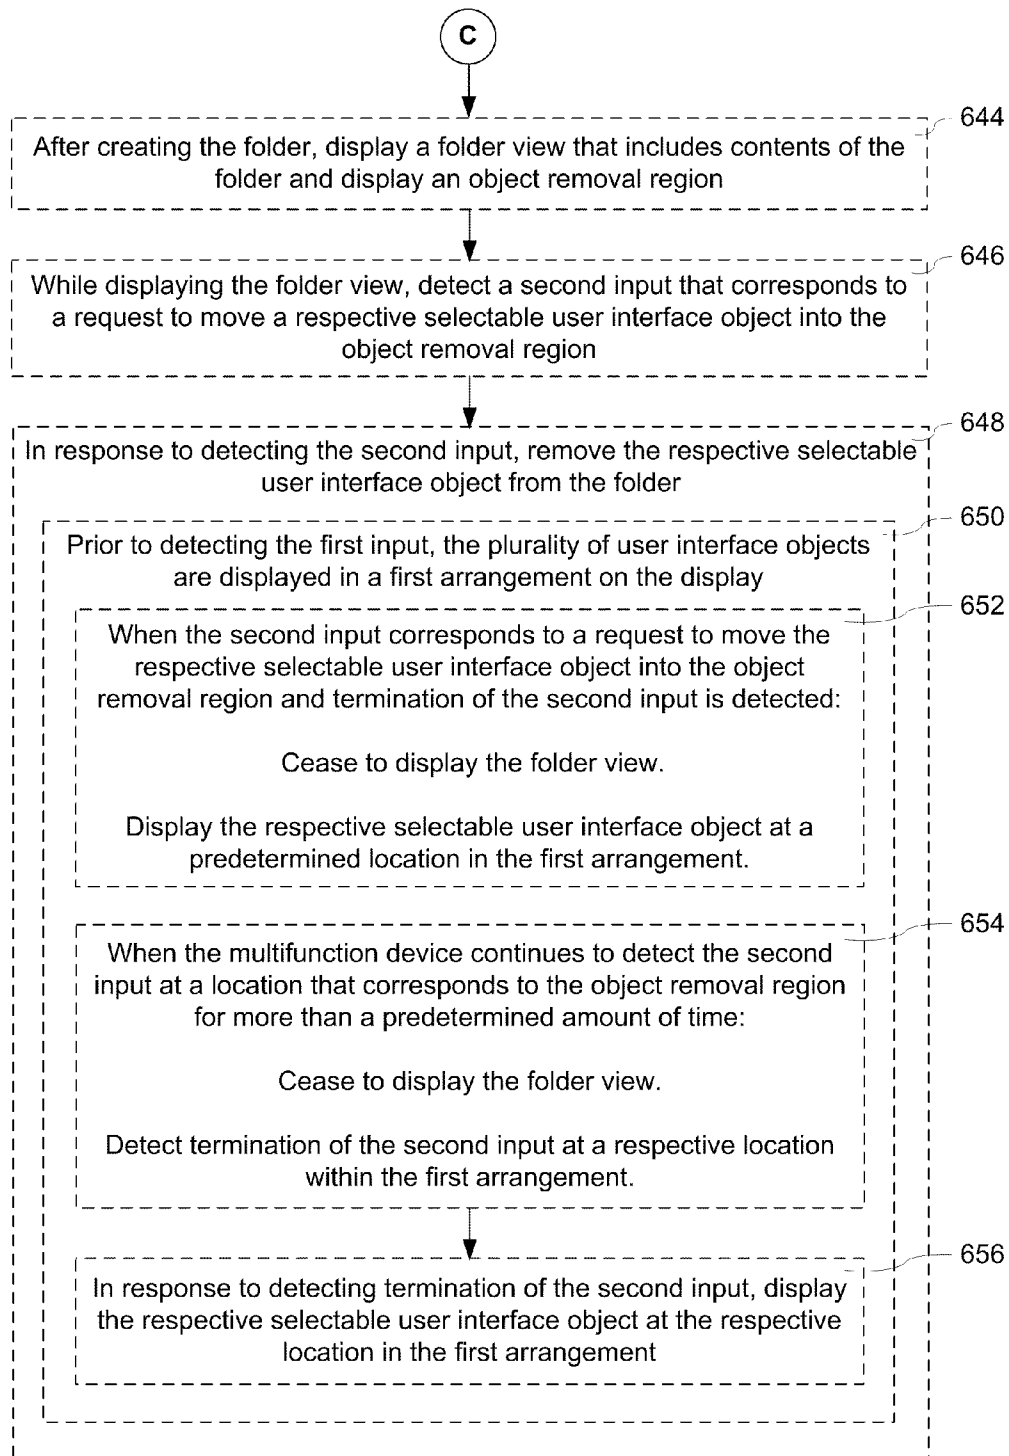 C
644
After creating the folder, display a folder view that includes contents of the
folder and display an object removal region
646
While displaying the folder view, detect a second input that corresponds to
a request to move a respective selectable user interface object into the
object removal region
648
In response to detecting the second input, remove the respective selectable
user interface object from the folder
650
Prior to detecting the first input, the plurality of user interface objects
are displayed in a first arrangement on the display
652
When the second input corresponds to a request to move the
respective selectable user interface object into the object
removal region and termination of the second input is detected:
Cease to display the folder view.
Display the respective selectable user interface object at a
predetermined location in the first arrangement.
654
When the multifunction device continues to detect the second
input at a location that corresponds to the object removal region
for more than a predetermined amount of time:
Cease to display the folder view.
Detect termination of the second input at a respective location
within the first arrangement.
656
In response to detecting termination of the second input, display
the respective selectable user interface object at the respective
location in the first arrangement